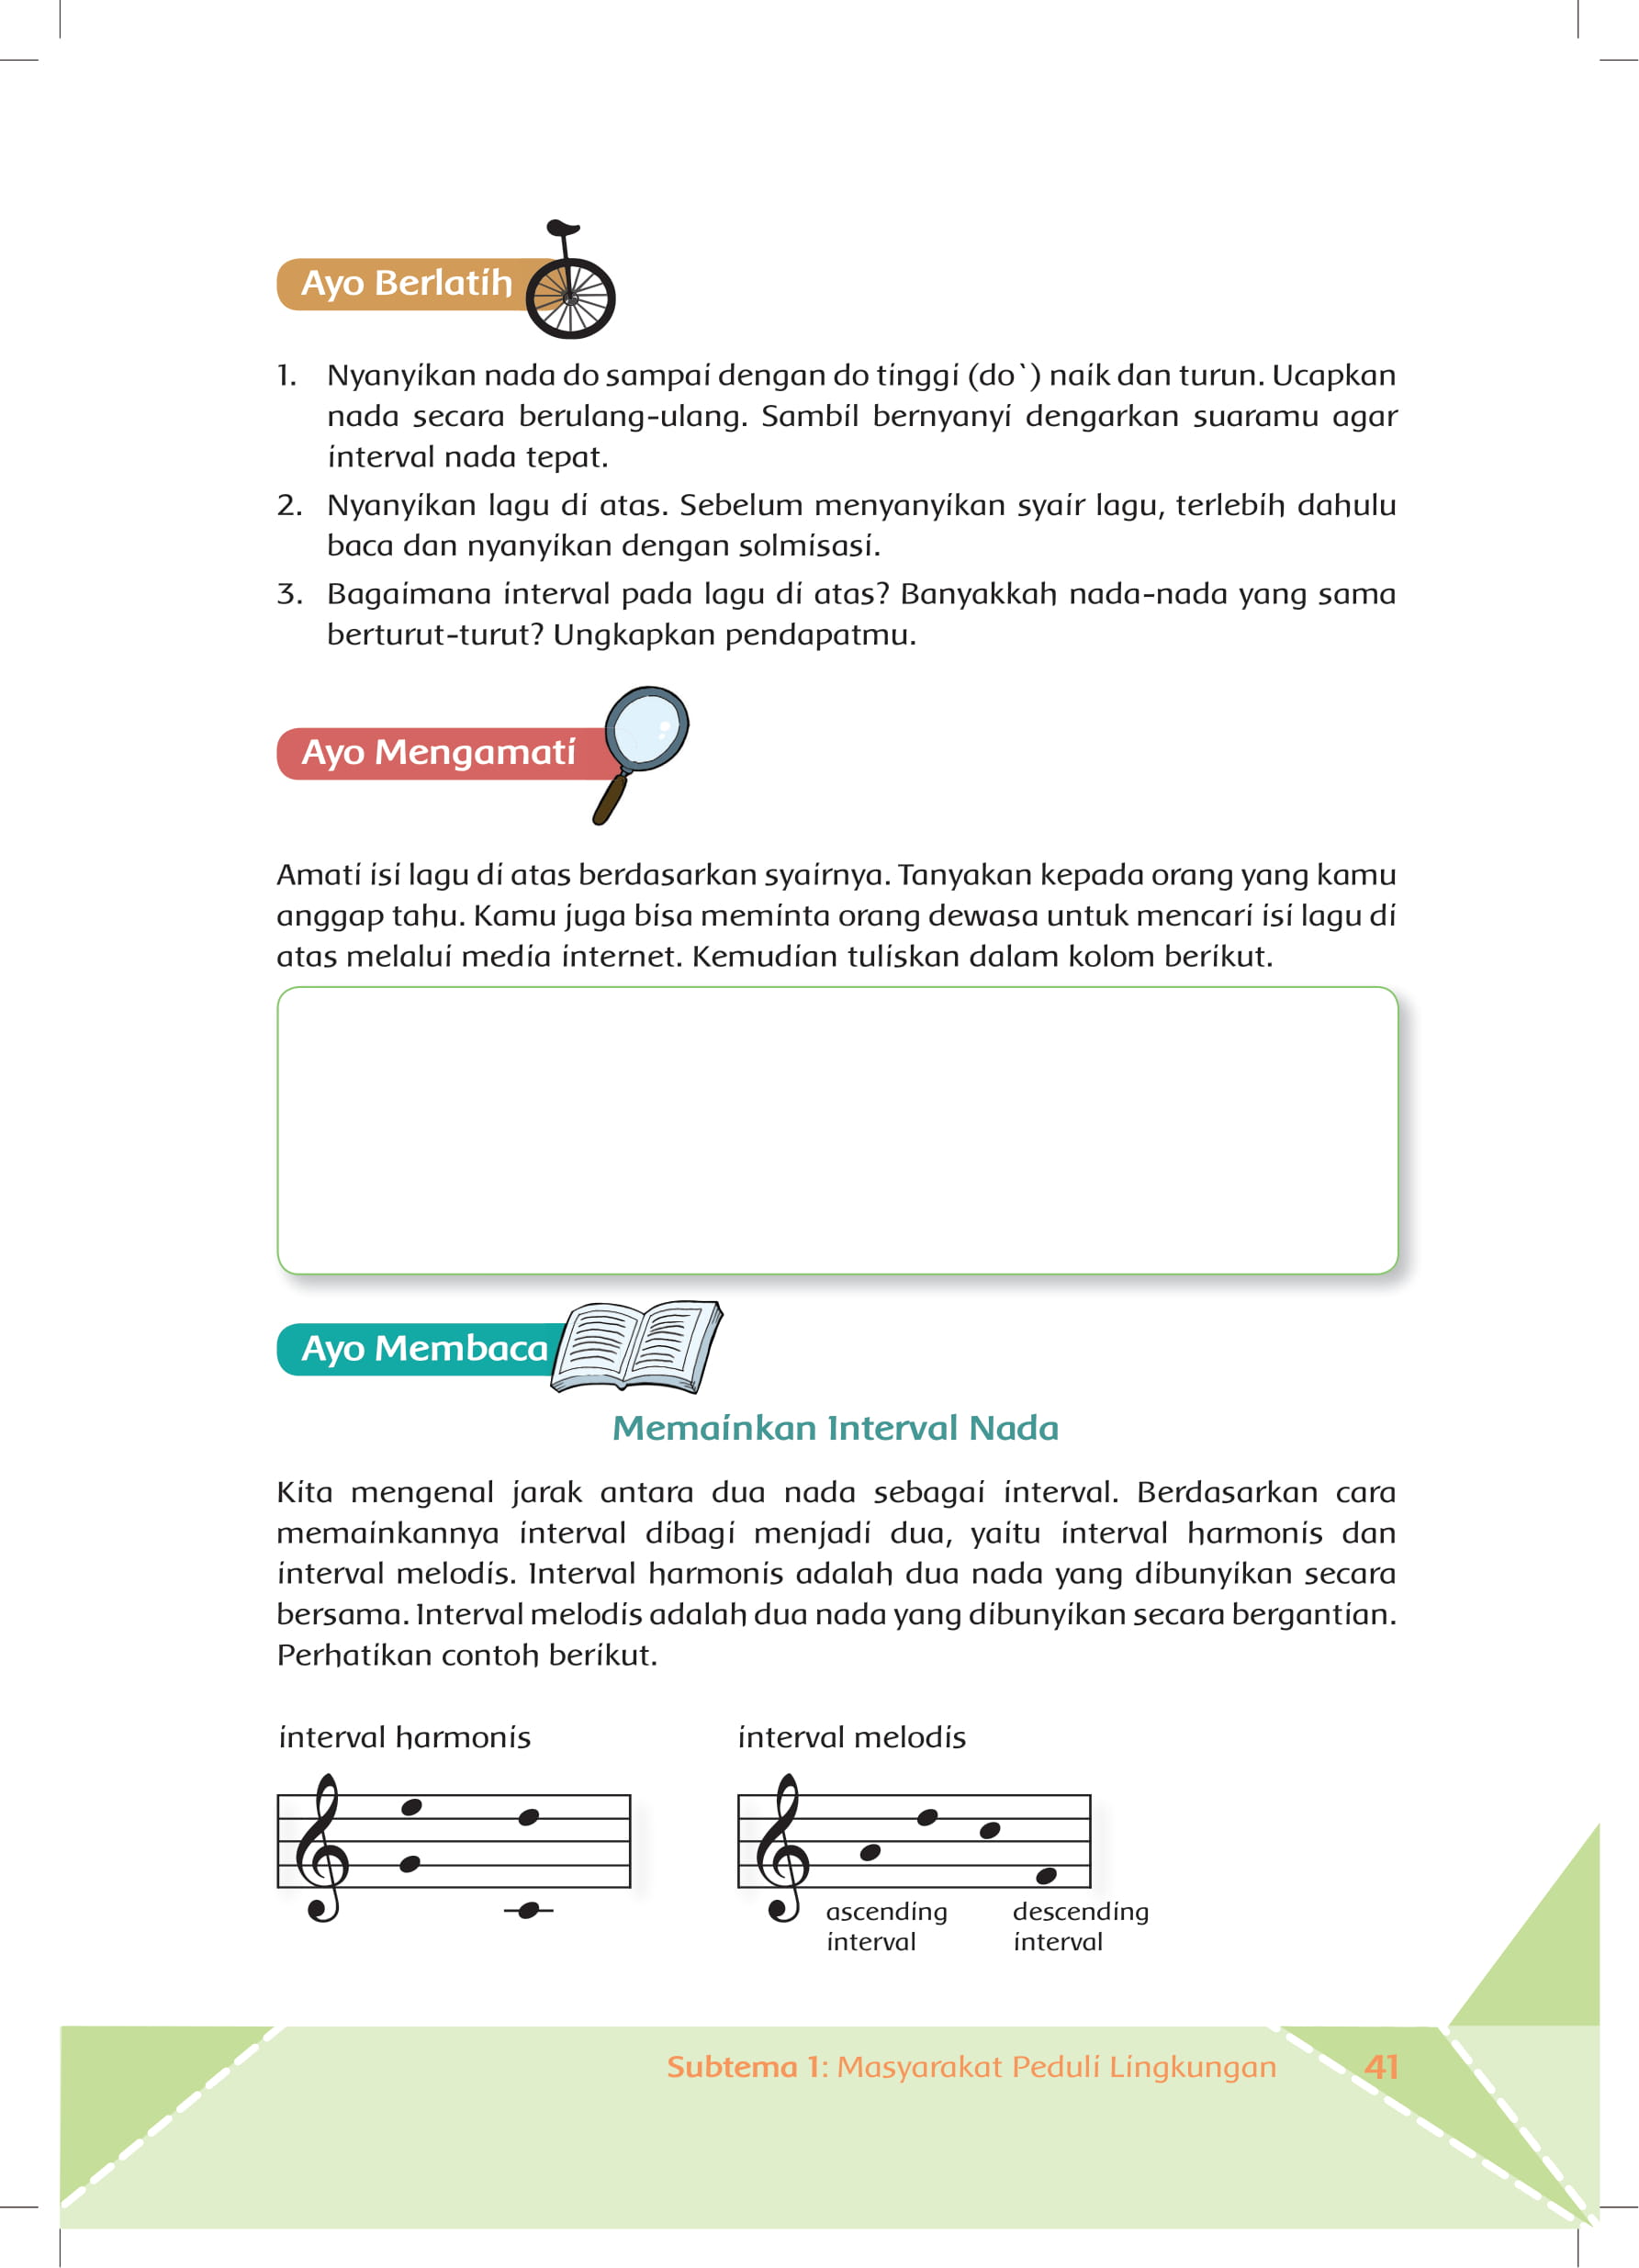 Ayo Berlatih
1. Nyanyikan nada do sampai dengan do tinggi (do`) naik dan turun. Ucapkan
nada secara berulang-ulang. Sambil bernyanyi dengarkan suaramu agar
interval nada tepat.
2. Nyanyikan lagu di atas. Sebelum menyanyikan syair lagu, terlebih dahulu
baca dan nyanyikan dengan solmisasi.
3. Bagaimana interval pada lagu di atas? Banyakkah nada-nada yang sama
berturut-turut? Ungkapkan pendapatmu.
Ayo Mengamati
Amati isi lagu di atas berdasarkan syairnya. Tanyakan kepada orang yang kamu
anggap tahu. Kamu juga bisa meminta orang dewasa untuk mencari isi lagu di
atas melalui media internet. Kemudian tuliskan dalam kolom berikut.
Ayo Membaca
Memainkan Interval Nada
Kita mengenal jarak antara dua nada sebagai interval. Berdasarkan cara
memainkannya interval dibagi menjadi dua, yaitu interval harmonis dan
interval melodis. Interval harmonis adalah dua nada yang dibunyikan secara
bersama. Interval melodis adalah dua nada yang dibunyikan secara bergantian.
Perhatikan contoh berikut.
interval harmonis
interval melodis
ascending
interval
descending
interval
Subtema 1: Masyarakat Peduli Lingkungan 41